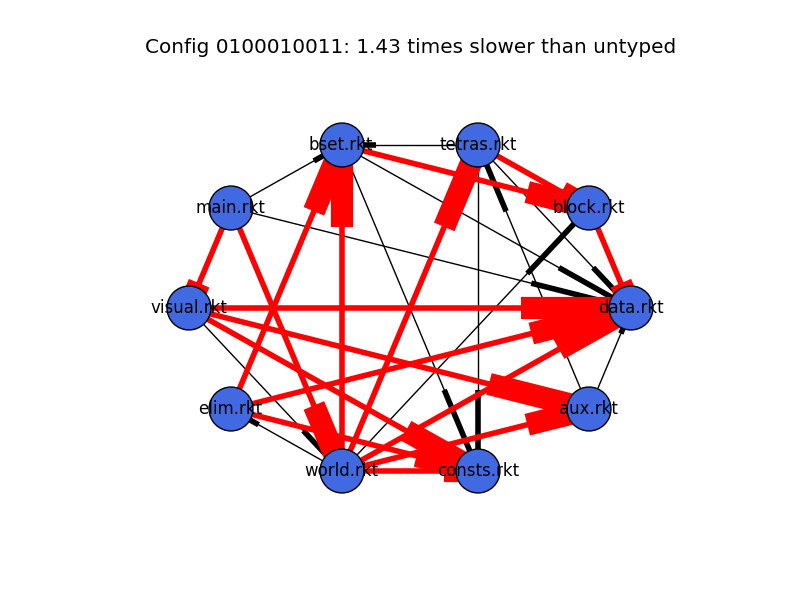 Config 0100010011: 1.43 times slower than untyped
bset.rkt
tetras.rkt
main.rkt
block.rkt
visual.rkt
data.rkt
elim.rkt
aux.rkt
world.rkt
consts.rkt